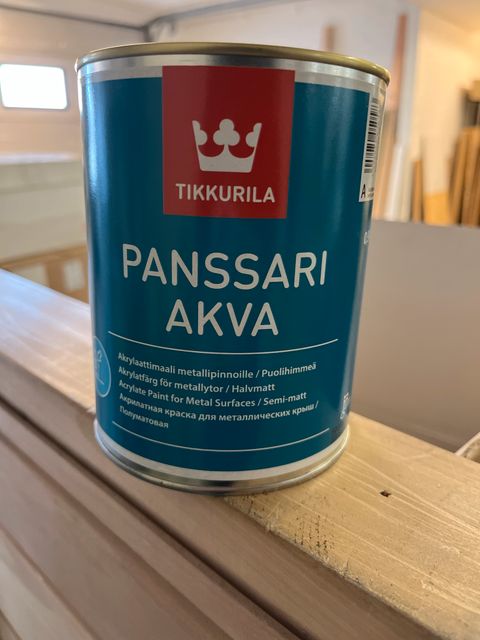 TIKKURILA
PANSSARI
AKVA
Akrylaattimaali metallipinnoille / Puolihimmeä
Akrylatfärg för metallytor / Halvmatt
Acrylate Paint for Metal Surfaces / Semi-matt
Акрилатная краска для металлических крыш /
Полуматовая
A